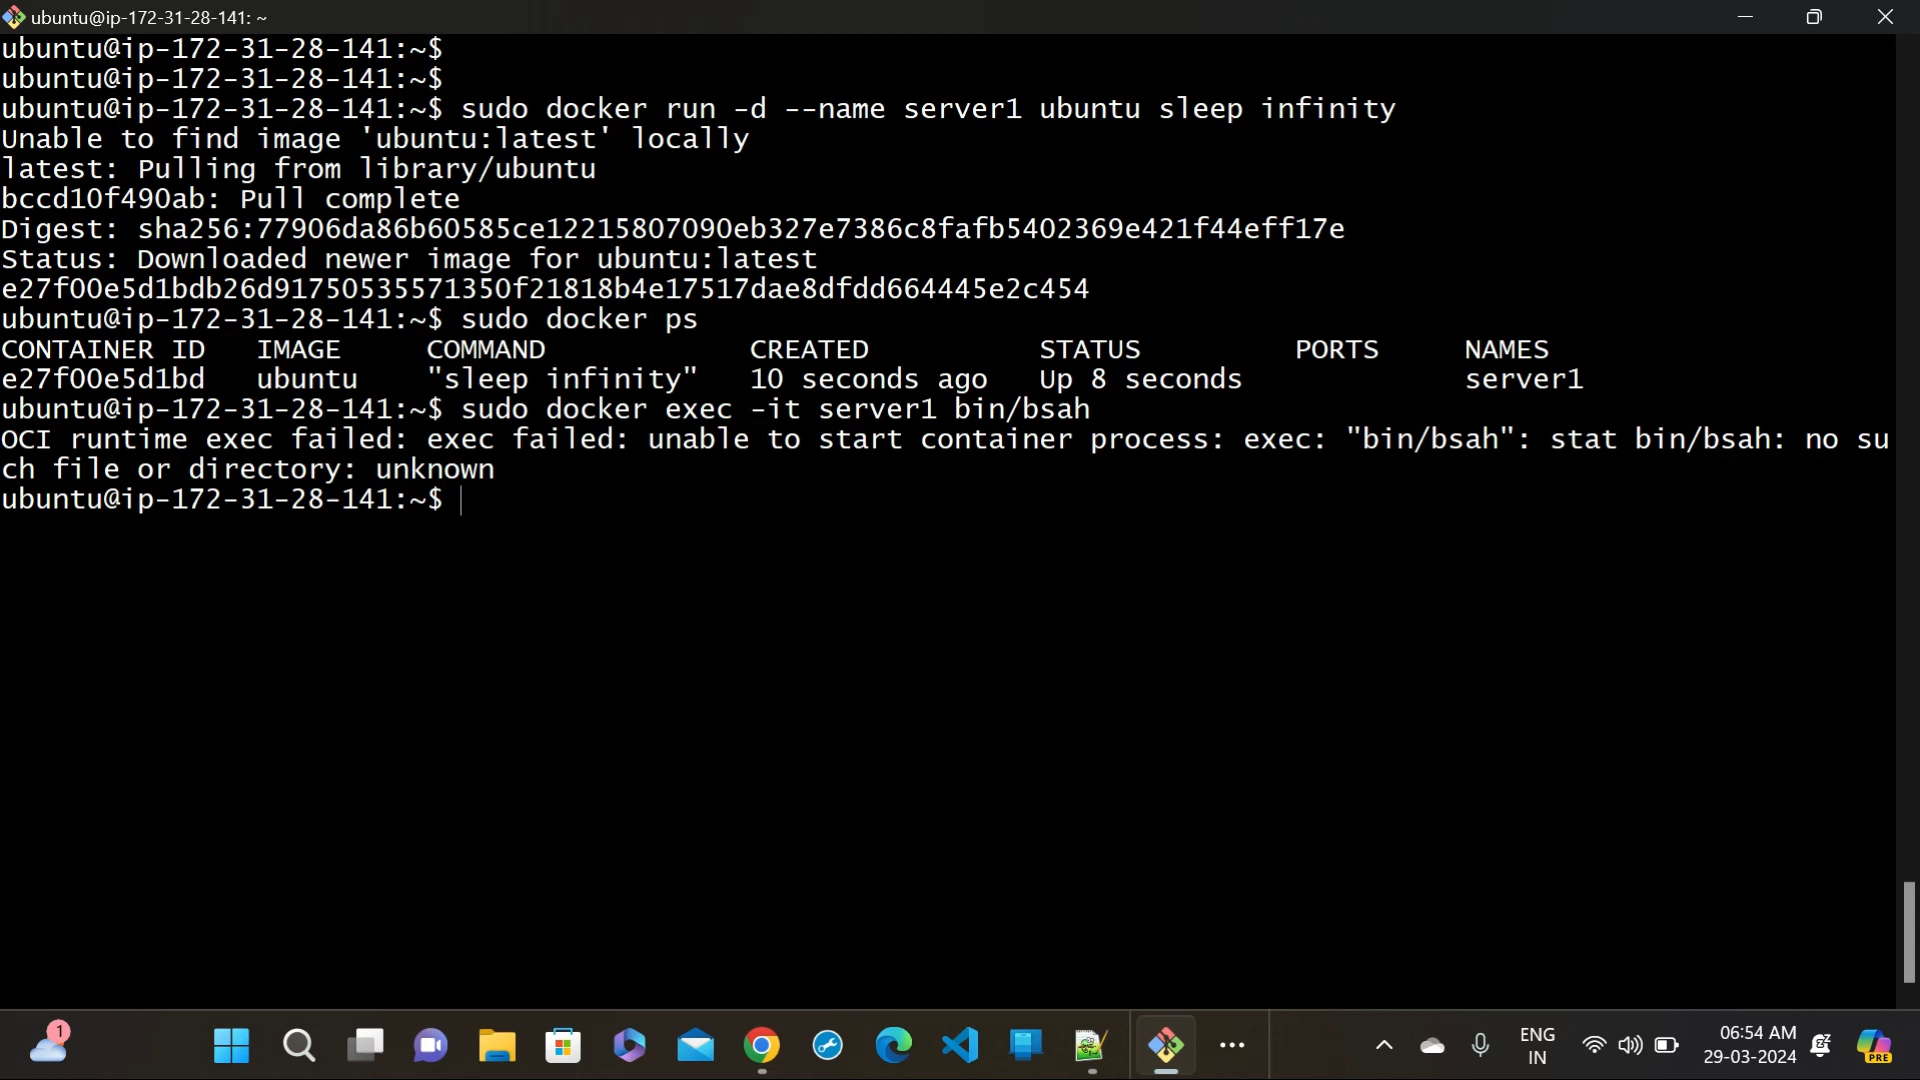 ubuntu@ip-172-31-28-141: ~
ubuntu@ip-172-31-28-141:~$
ubuntu@ip-172-31-28-141:~$
ubuntu@ip-172-31-28-141:~$ sudo docker run -d --name server1 ubuntu sleep infinity
Unable to find image 'ubuntu:latest' locally
latest: Pulling from library/ubuntu
bccd10f490ab: Pull complete
Digest: sha256:77906da86b60585ce12215807090eb327e7386c8fafb5402369e421f44eff17e
Status: Downloaded newer image for ubuntu:latest
e27f00e5d1bdb26d91750535571350f21818b4e17517dae8dfdd664445e2c454
ubuntu@ip-172-31-28-141:~$ sudo docker ps
CONTAINER ID   IMAGE     COMMAND            CREATED          STATUS         PORTS     NAMES
e27f00e5d1bd   ubuntu    "sleep infinity"   10 seconds ago   Up 8 seconds             server1
ubuntu@ip-172-31-28-141:~$ sudo docker exec -it server1 bin/bsah
OCI runtime exec failed: exec failed: unable to start container process: exec: "bin/bsah": stat bin/bsah: no su
ch file or directory: unknown
ubuntu@ip-172-31-28-141:~$
1
ENG
IN
06:54 AM
29-03-2024
PRE